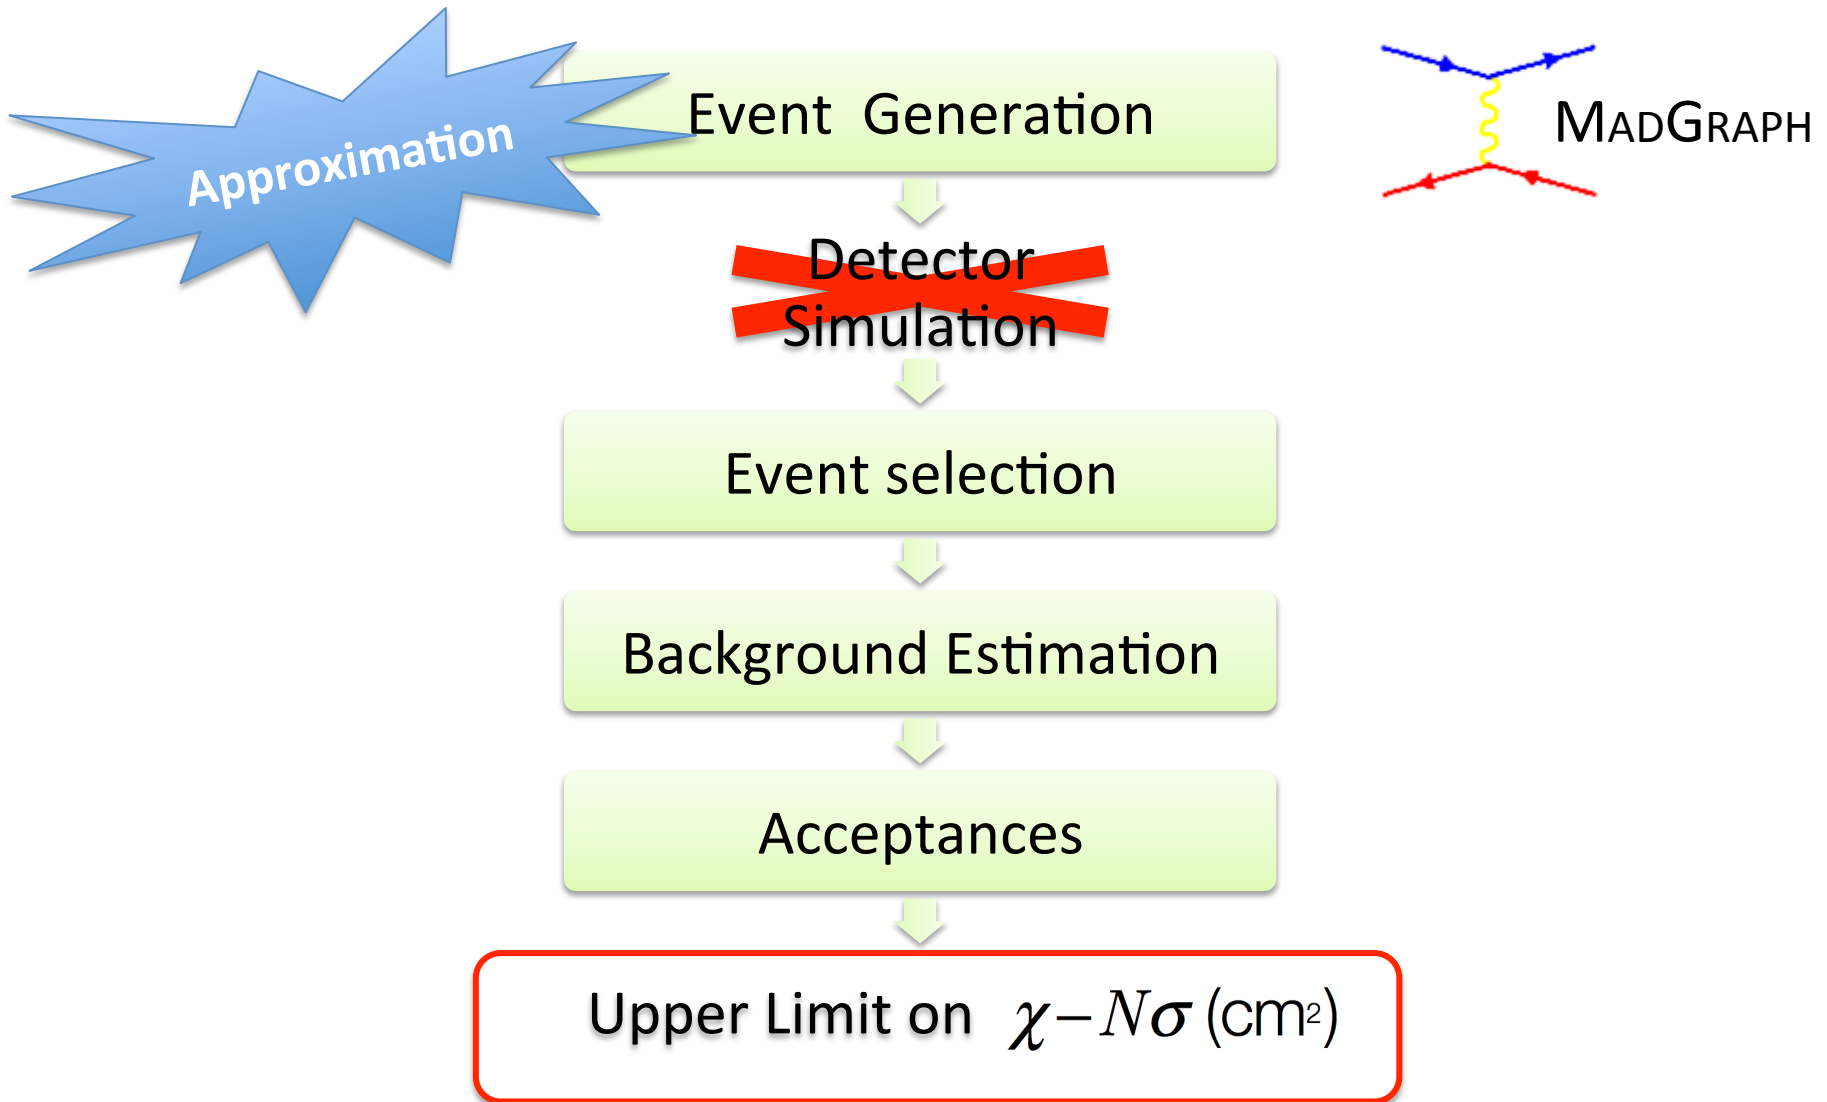 Approximation
Event Generation
MADGRAPH
Detector
Simulation
Event selection
Background Estimation
Acceptances
Upper Limit on χ–Nσ (cm²)